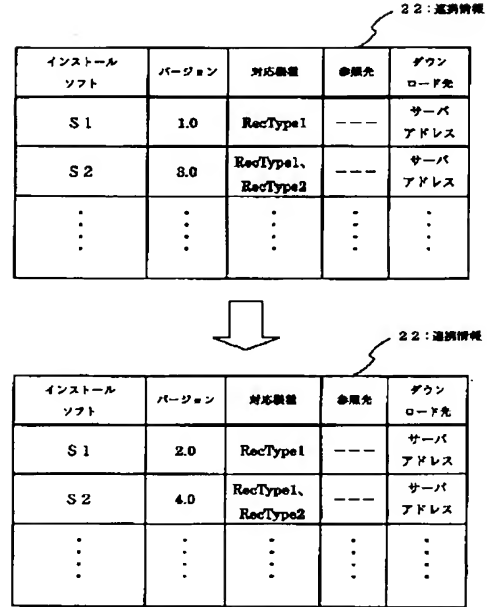 22：連携情報
インストール
ソフト
バージョン
対応機種
参照先
ダウン
ロード先
S1
1.0
RecType1
---
サーバ
アドレス
S2
3.0
RecType1、
RecType2
---
サーバ
アドレス
22：連携情報
インストール
ソフト
バージョン
対応機種
参照先
ダウン
ロード先
S1
2.0
RecType1
---
サーバ
アドレス
S2
4.0
RecType1、
RecType2
---
サーバ
アドレス